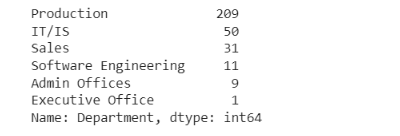 Production 209
IT/IS 50
Sales 31
Software Engineering 11
Admin Offices 9
Executive Office 1
Name: Department, dtype: int64